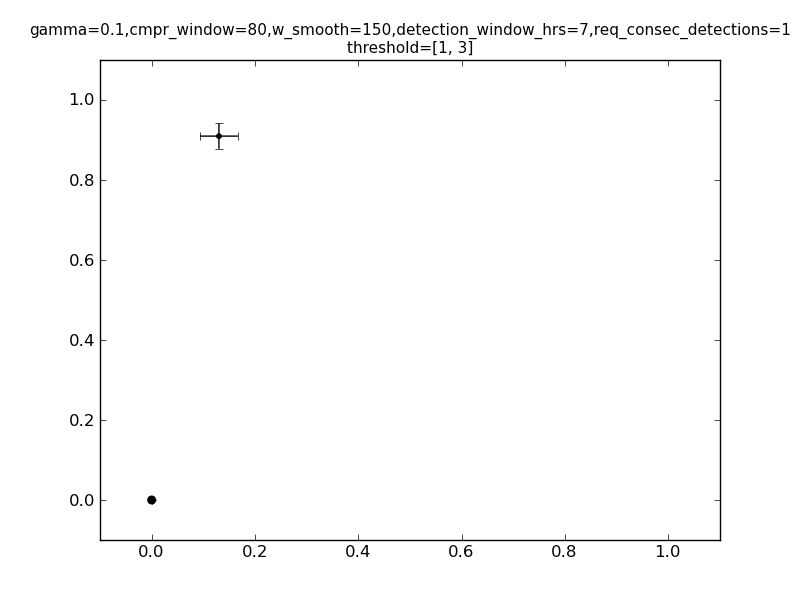 gamma=0.1,cmpr_window=80,w_smooth=150,detection_window_hrs=7,req_consec_detections=1
threshold=[1, 3]
1.0
0.8
0.6
0.4
0.2
0.0
0.0 0.2 0.4 0.6 0.8 1.0